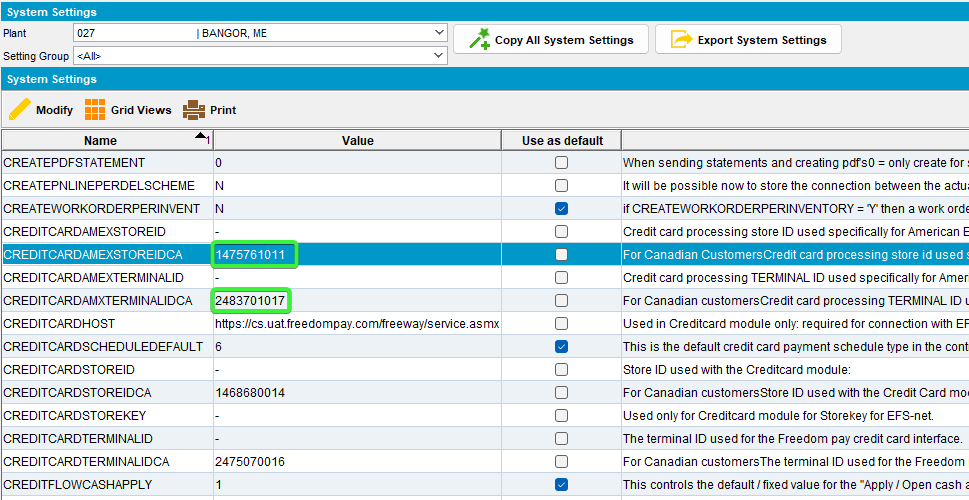 System Settings
Plant 027 | BANGOR, ME
Setting Group <All>
Copy All System Settings
Export System Settings
System Settings
Modify Grid Views Print
Name 1 Value Use as default
CREATEPDFSTATEMENT 0 When sending statements and creating pdf's0 = only create for s
CREATEPNLINEPERDELSCHEME N It will be possible now to store the connection between the actua
CREATEWORKORDERPERINVENT N if CREATEWORKORDERPERINVENTORY = 'Y' then a work orde
CREDITCARDAMEXSTOREID - Credit card processing store ID used specifically for American E
CREDITCARDAMEXSTOREIDCA 1475761011 For Canadian CustomersCredit card processing store id used s
CREDITCARDAMEXTERMINALID - Credit card processing TERMINAL ID used specifically for Amer
CREDITCARDAMXTERMINALIDCA 2483701017 For Canadian customersCredit card processing TERMINAL ID u
CREDITCARDHOST https://cs.uat.freedompay.com/freeway/service.asmx Used in Creditcard module only: required for connection with EF
CREDITCARDSCHEDULEDEFAULT 6 This is the default credit card payment schedule type in the cont
CREDITCARDSTOREID - Store ID used with the Creditcard module:
CREDITCARDSTOREIDCA 1468680014 For Canadian customersStore ID used with the Credit Card mod
CREDITCARDSTOREKEY - Used only for Creditcard module for Storekey for EFS-net.
CREDITCARDTERMINALID - The terminal ID used for the Freedom pay credit card interface.
CREDITCARDTERMINALIDCA 2475070016 For Canadian customersThe terminal ID used for the Freedom
CREDITFLOWCASHAPPLY 1 This controls the default / fixed value for the "Apply / Open cash a